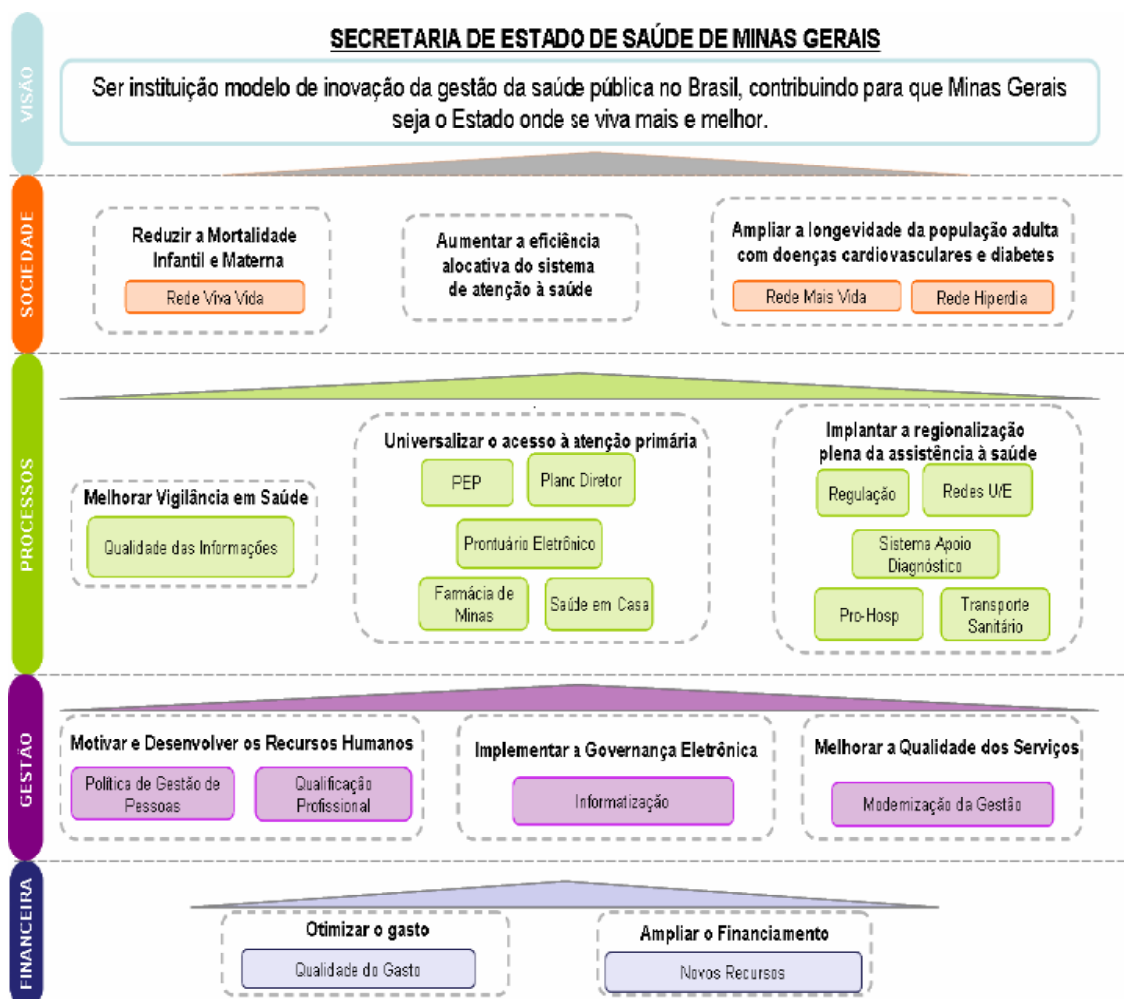 SECRETARIA DE ESTADO DE SAÚDE DE MINAS GERAIS
VISÃO
Ser instituição modelo de inovação da gestão da saúde pública no Brasil, contribuindo para que Minas Gerais
seja o Estado onde se viva mais e melhor.
SOCIEDADE
Reduzir a Mortalidade
Infantil e Materna
Rede Viva Vida
Aumentar a eficiência
alocativa do sistema
de atenção à saúde
Ampliar a longevidade da população adulta
com doenças cardiovasculares e diabetes
Rede Mais Vida
Rede Hiperdia
PROCESSOS
Melhorar Vigilância em Saúde
Qualidade das Informações
Universalizar o acesso à atenção primária
PEP
Planc Diretor
Prontuário Eletrônico
Farmácia de
Minas
Saúde em Casa
Implantar a regionalização
plena da assistência à saúde
Regulação
Redes U/E
Sistema Apoio
Diagnóstico
Pro-Hosp
Transporte
Sanitário
GESTÃO
Motivar e Desenvolver os Recursos Humanos
Política de Gestão de
Pessoas
Qualificação
Profissional
Implementar a Governança Eletrônica
Informatização
Melhorar a Qualidade dos Serviços
Modernização da Gestão
FINANCEIRA
Otimizar o gasto
Qualidade do Gasto
Ampliar o Financiamento
Novos Recursos